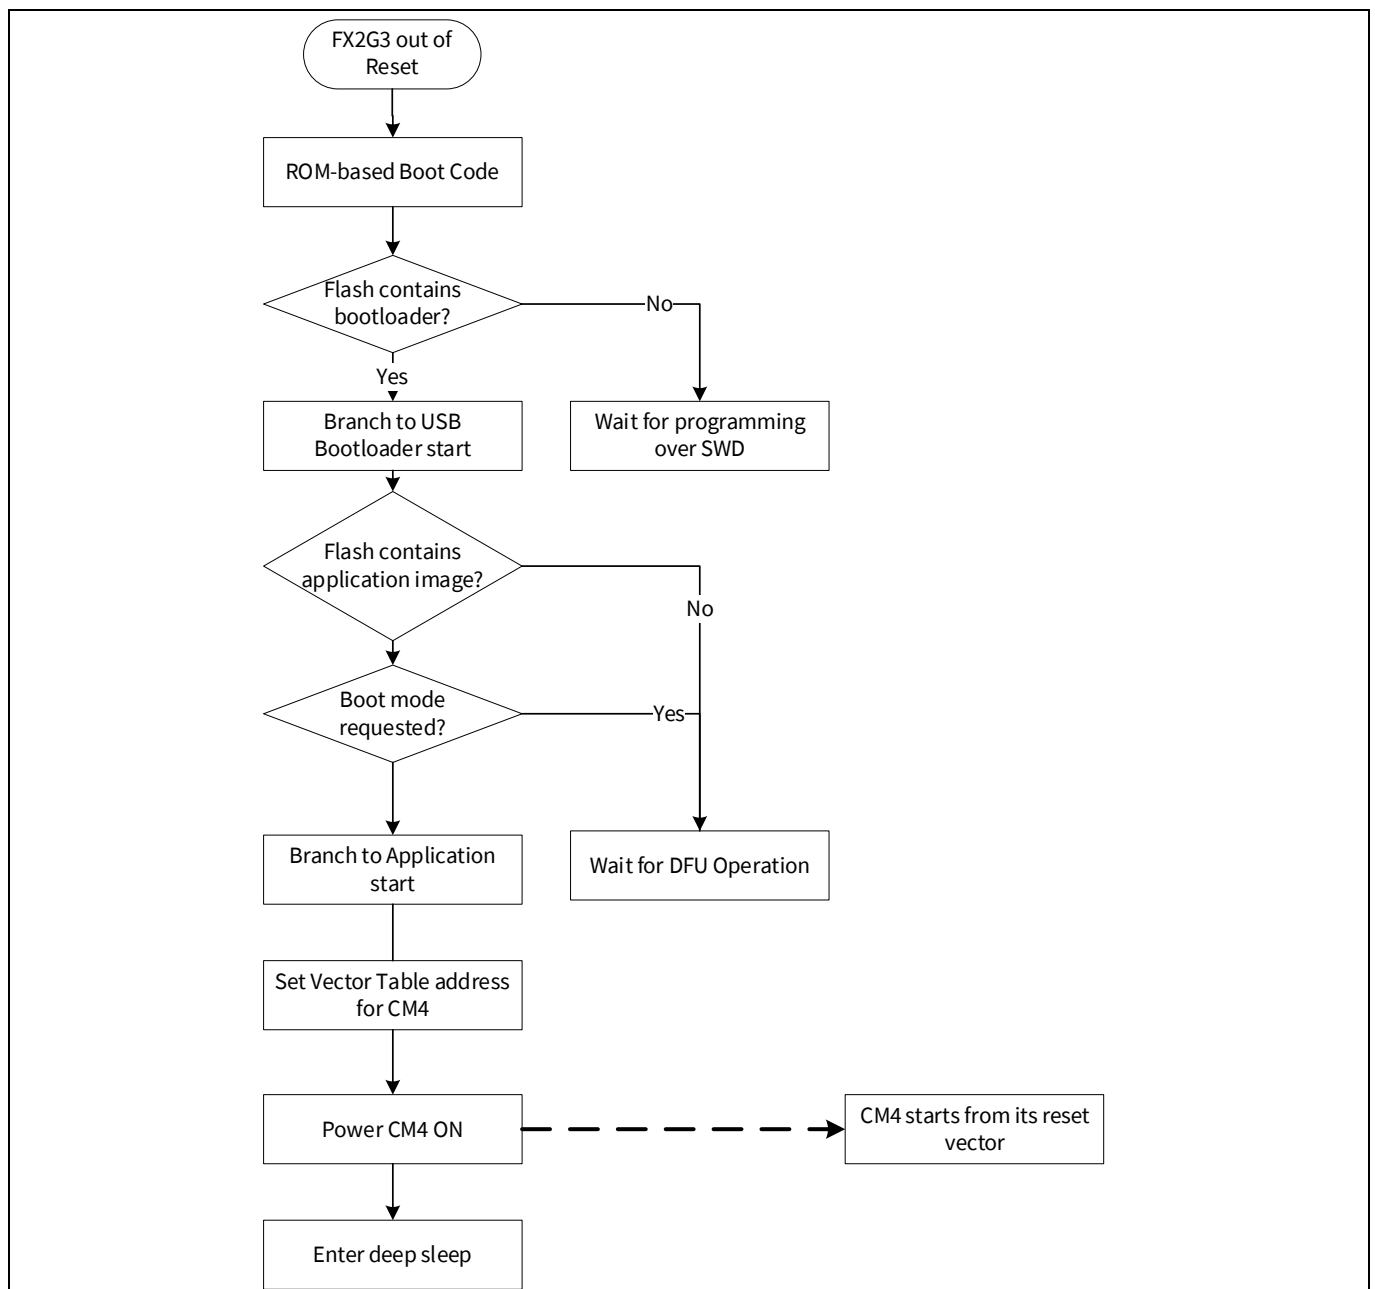 FX2G3 out of
Reset
ROM-based Boot Code
Flash contains
bootloader?
No
Yes
Branch to USB
Bootloader start
Wait for programming
over SWD
Flash contains
application image?
No
Boot mode
requested?
Yes
Branch to Application
start
Wait for DFU Operation
Set Vector Table address
for CM4
Power CM4 ON
CM4 starts from its reset
vector
Enter deep sleep